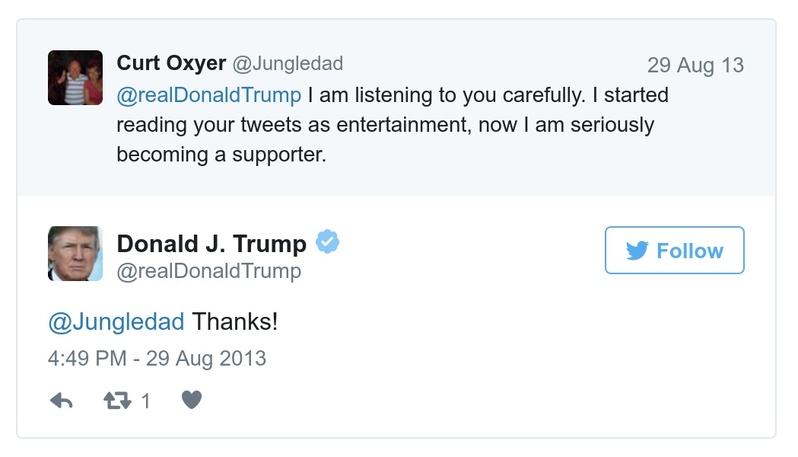 Curt Oxyer @Jungledad 29 Aug 13
@realDonaldTrump I am listening to you carefully. I started
reading your tweets as entertainment, now I am seriously
becoming a supporter.
Donald J. Trump
Follow
@realDonaldTrump
@Jungledad Thanks!
4:49 PM - 29 Aug 2013
1